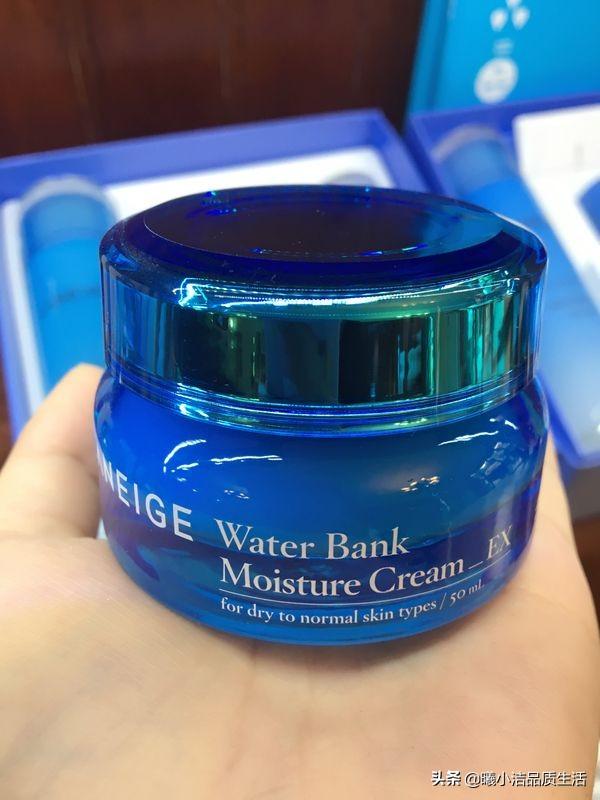 NEIGE
Water Bank
Moisture Cream_EX
for dry to normal skin types / 50 mL
头条 @曦小洁品质生活